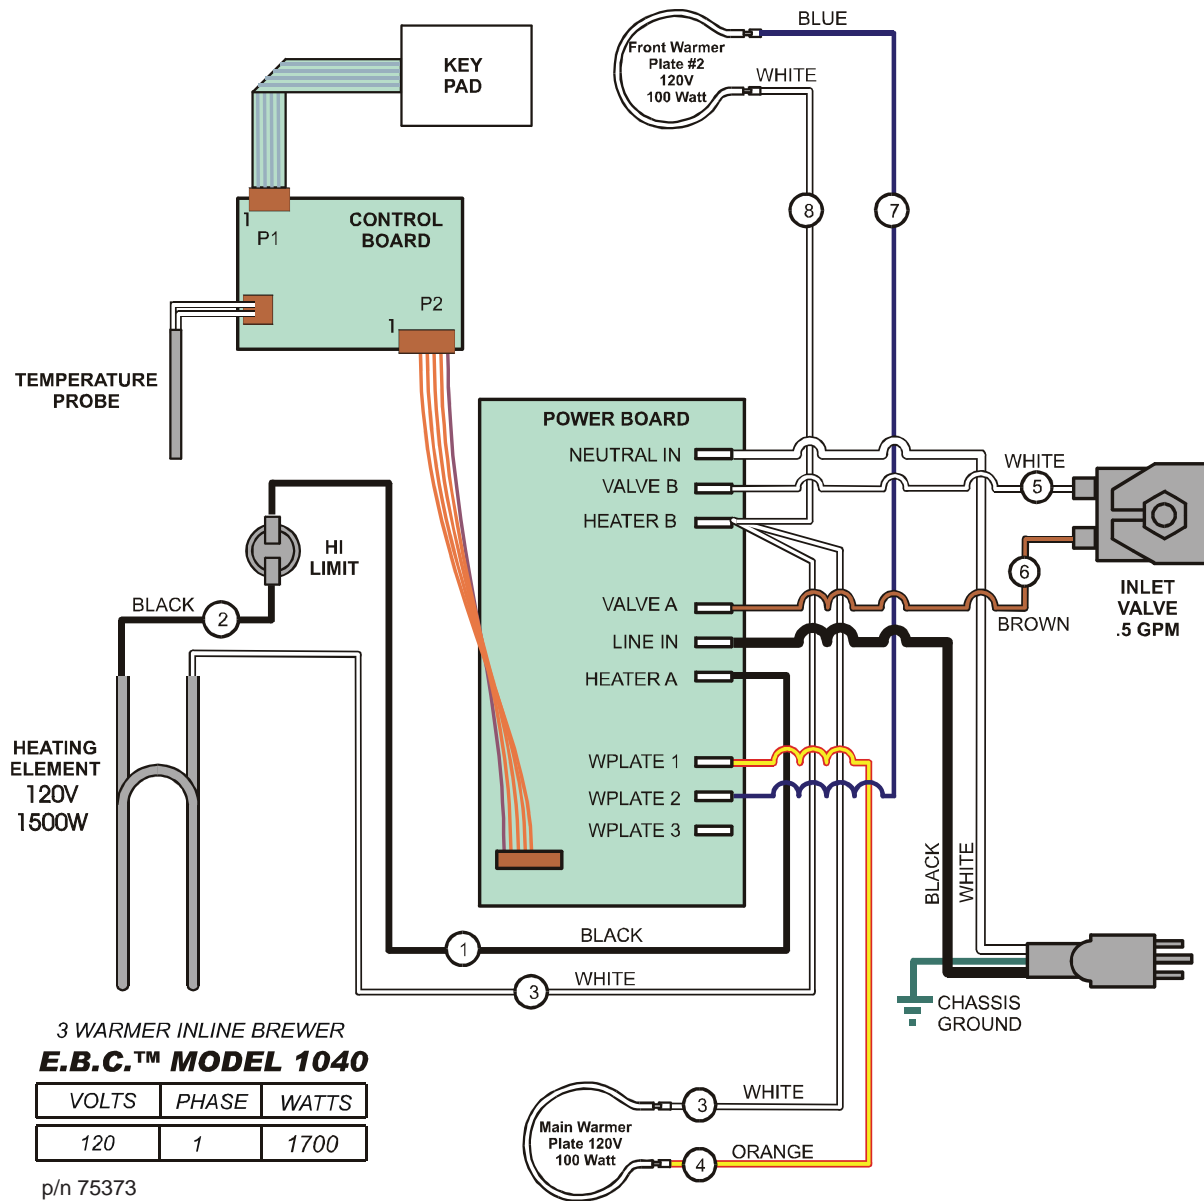 BLUE
Front Warmer
Plate #2
120V
100 Watt
WHITE
KEY
PAD
1
P1
CONTROL
BOARD
8
7
P2
1
TEMPERATURE
PROBE
POWER BOARD
NEUTRAL IN
VALVE B
HEATER B
VALVE A
LINE IN
HEATER A
WPLATE 1
WPLATE 2
WPLATE 3
WHITE
5
6
BROWN
INLET
VALVE
.5 GPM
HI
LIMIT
BLACK
2
HEATING
ELEMENT
120V
1500W
BLACK
WHITE
1
BLACK
3
WHITE
CHASSIS
GROUND
3 WARMER INLINE BREWER
E.B.C.™ MODEL 1040
VOLTS PHASE WATTS
120 1 1700
p/n 75373
Main Warmer
Plate 120V
100 Watt
3
WHITE
4
ORANGE